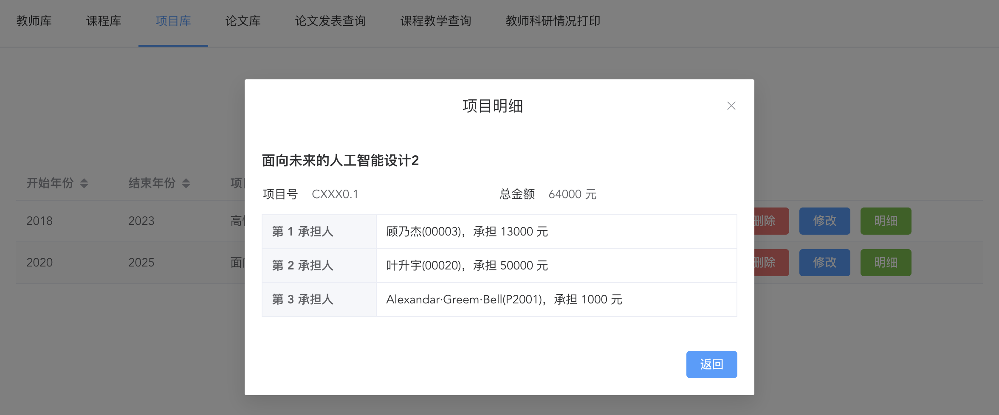 教师库 课程库 项目库 论文库 论文发表查询 课程教学查询 教师科研情况打印
项目明细
面向未来的人工智能设计2
项目号 CXXX0.1 总金额 64000 元
第 1 承担人 顾乃杰(00003)，承担 13000 元
第 2 承担人 叶升宇(00020)，承担 50000 元
第 3 承担人 Alexandar·Greem·Bell(P2001)，承担 1000 元
返回
开始年份 结束年份 项
2018 2023 高 删除 修改 明细
2020 2025 面 删除 修改 明细